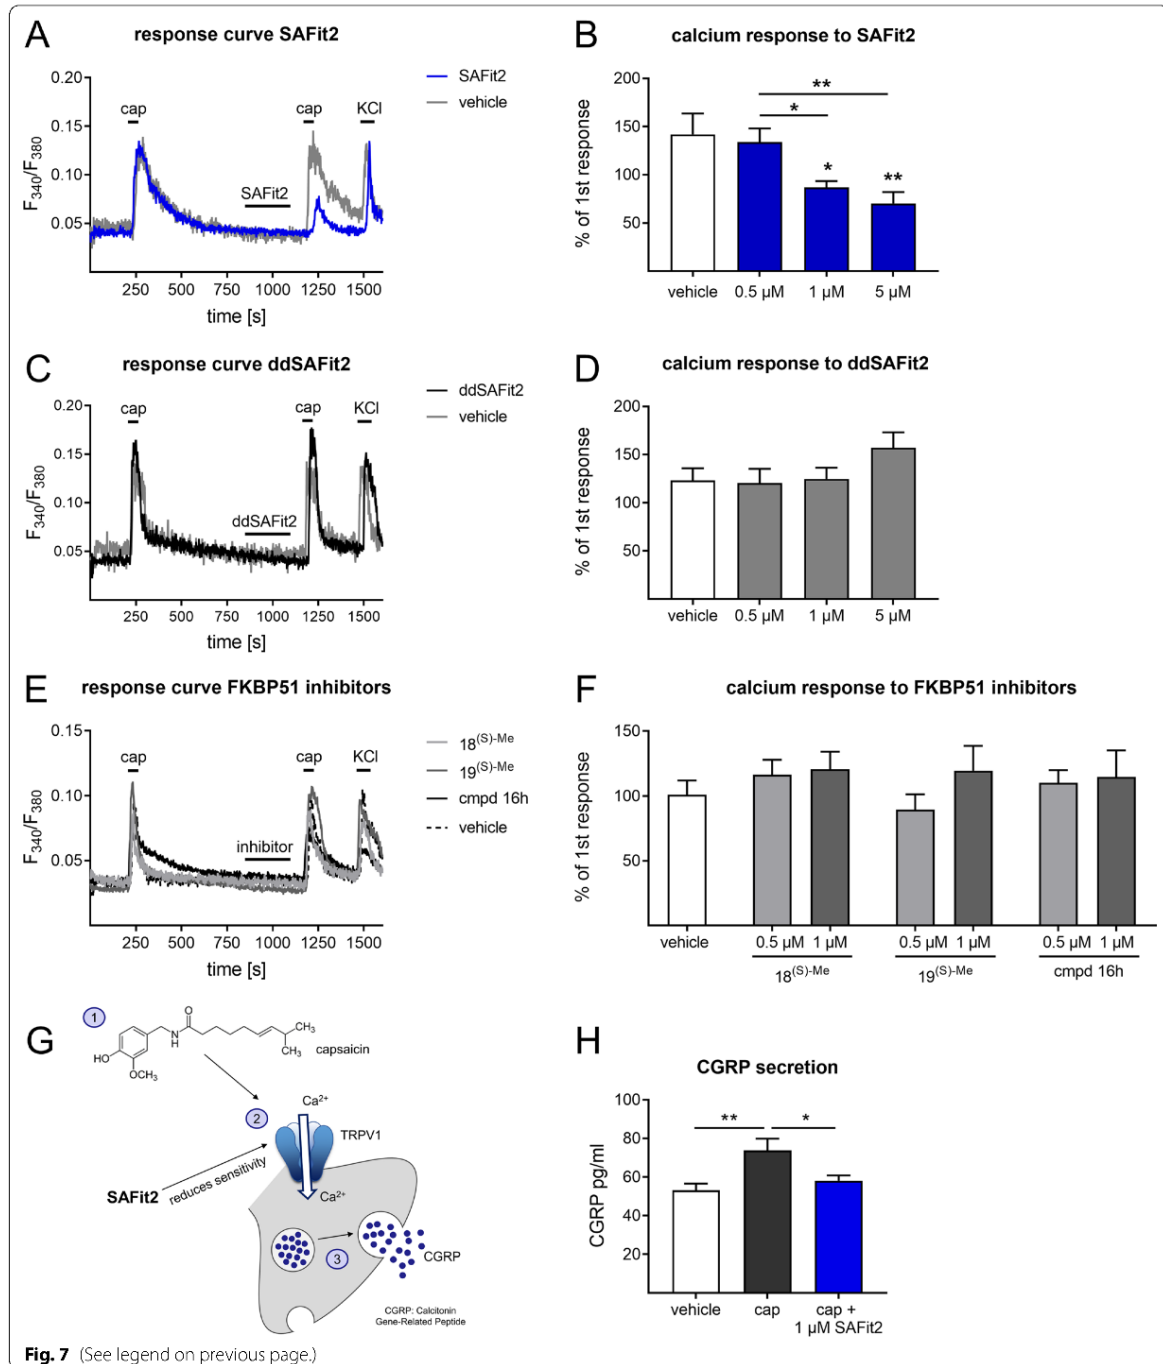 A
response curve SAFit2
SAFit2
vehicle
0.20
0.15
0.10
0.05
F340/F380
cap
SAFit2
cap
KCl
250 500 750 1000 1250 1500
time [s]
B
calcium response to SAFit2
200
150
100
50
% of 1st response
**
*
*
**
vehicle 0.5 µM 1 µM 5 µM
C
response curve ddSAFit2
ddSAFit2
vehicle
0.20
0.15
0.10
0.05
F340/F380
cap
ddSAFit2
cap
KCl
250 500 750 1000 1250 1500
time [s]
D
calcium response to ddSAFit2
200
150
100
50
% of 1st response
vehicle 0.5 µM 1 µM 5 µM
E
response curve FKBP51 inhibitors
18(S)-Me
19(S)-Me
cmpd 16h
vehicle
0.15
0.10
0.05
F340/F380
cap
inhibitor
cap
KCl
250 500 750 1000 1250 1500
time [s]
F
calcium response to FKBP51 inhibitors
150
100
50
% of 1st response
vehicle 0.5 µM 1 µM 0.5 µM 1 µM 0.5 µM 1 µM
18(S)-Me 19(S)-Me cmpd 16h
G
1
O
N
H
HO
OCH3
CH3
CH3
capsaicin
2
Ca2+
TRPV1
SAFit2
reduces sensitivity
Ca2+
3
CGRP
CGRP: Calcitonin
Gene-Related Peptide
H
CGRP secretion
100
80
60
40
20
CGRP pg/ml
** *
vehicle cap cap +
1 µM SAFit2
Fig. 7 (See legend on previous page.)